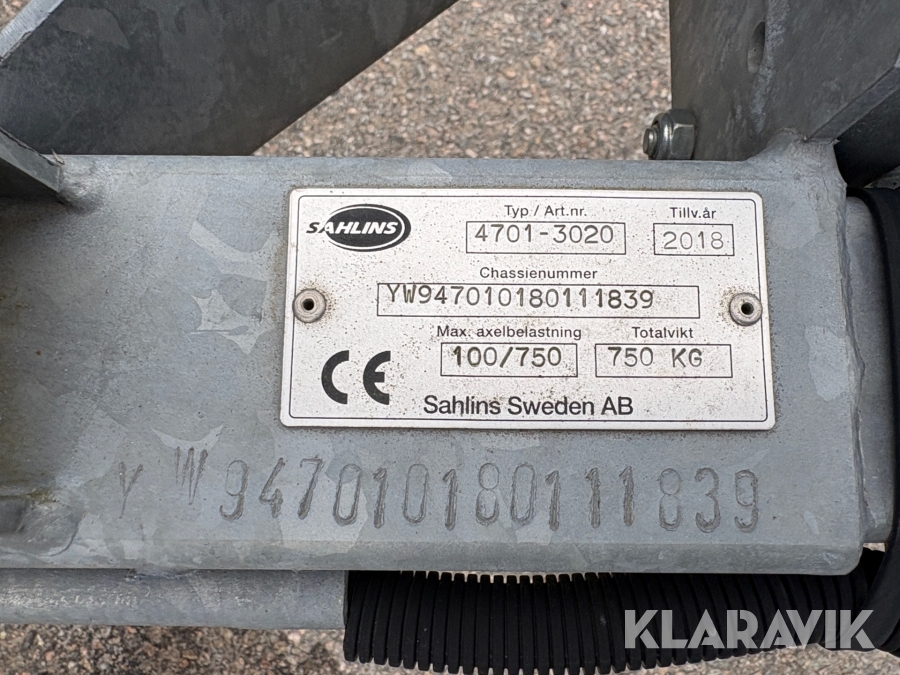 SAHLINS
Typ / Art.nr.
4701-3020
Tillv.år
2018
Chassienummer
YW947010180111839
Max. axelbelastning
100/750
Totalvikt
750 KG
CE
Sahlins Sweden AB
YW947010180111839
KLARAVIK